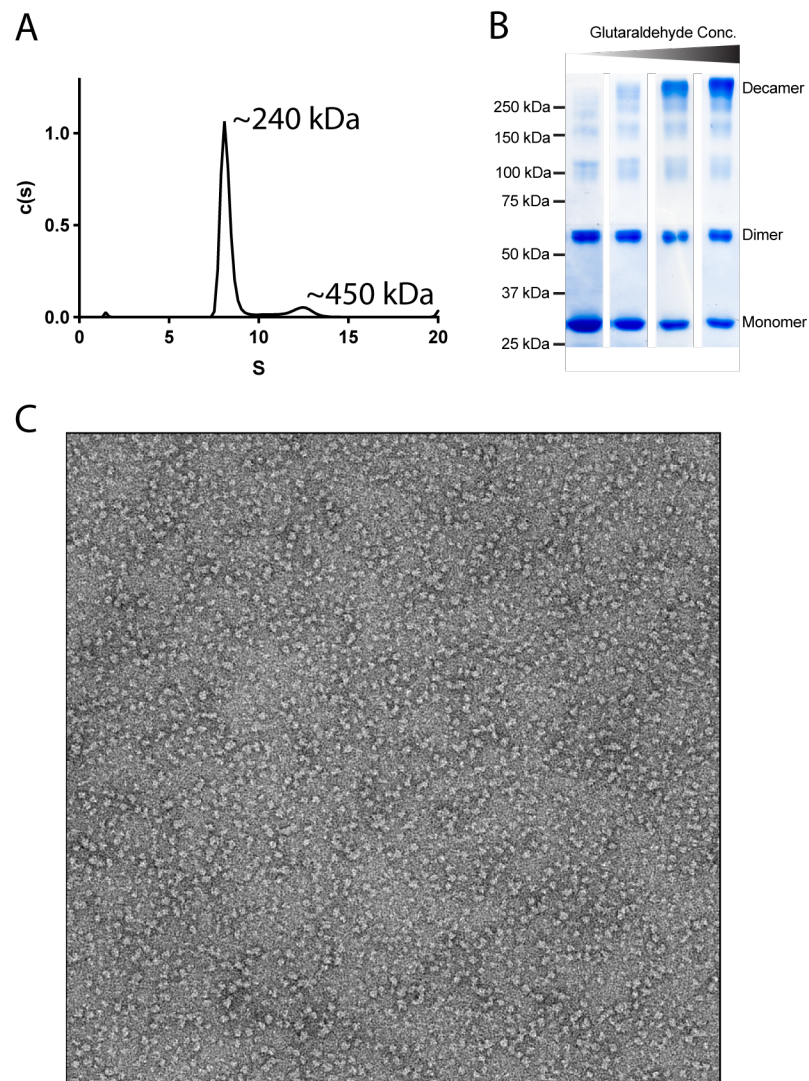 A
~240 kDa
~450 kDa
1.0
0.5
0.0
c(s)
0 5 10 15 20
S
B
Glutaraldehyde Conc.
250 kDa
150 kDa
100 kDa
75 kDa
50 kDa
37 kDa
25 kDa
Decamer
Dimer
Monomer
C